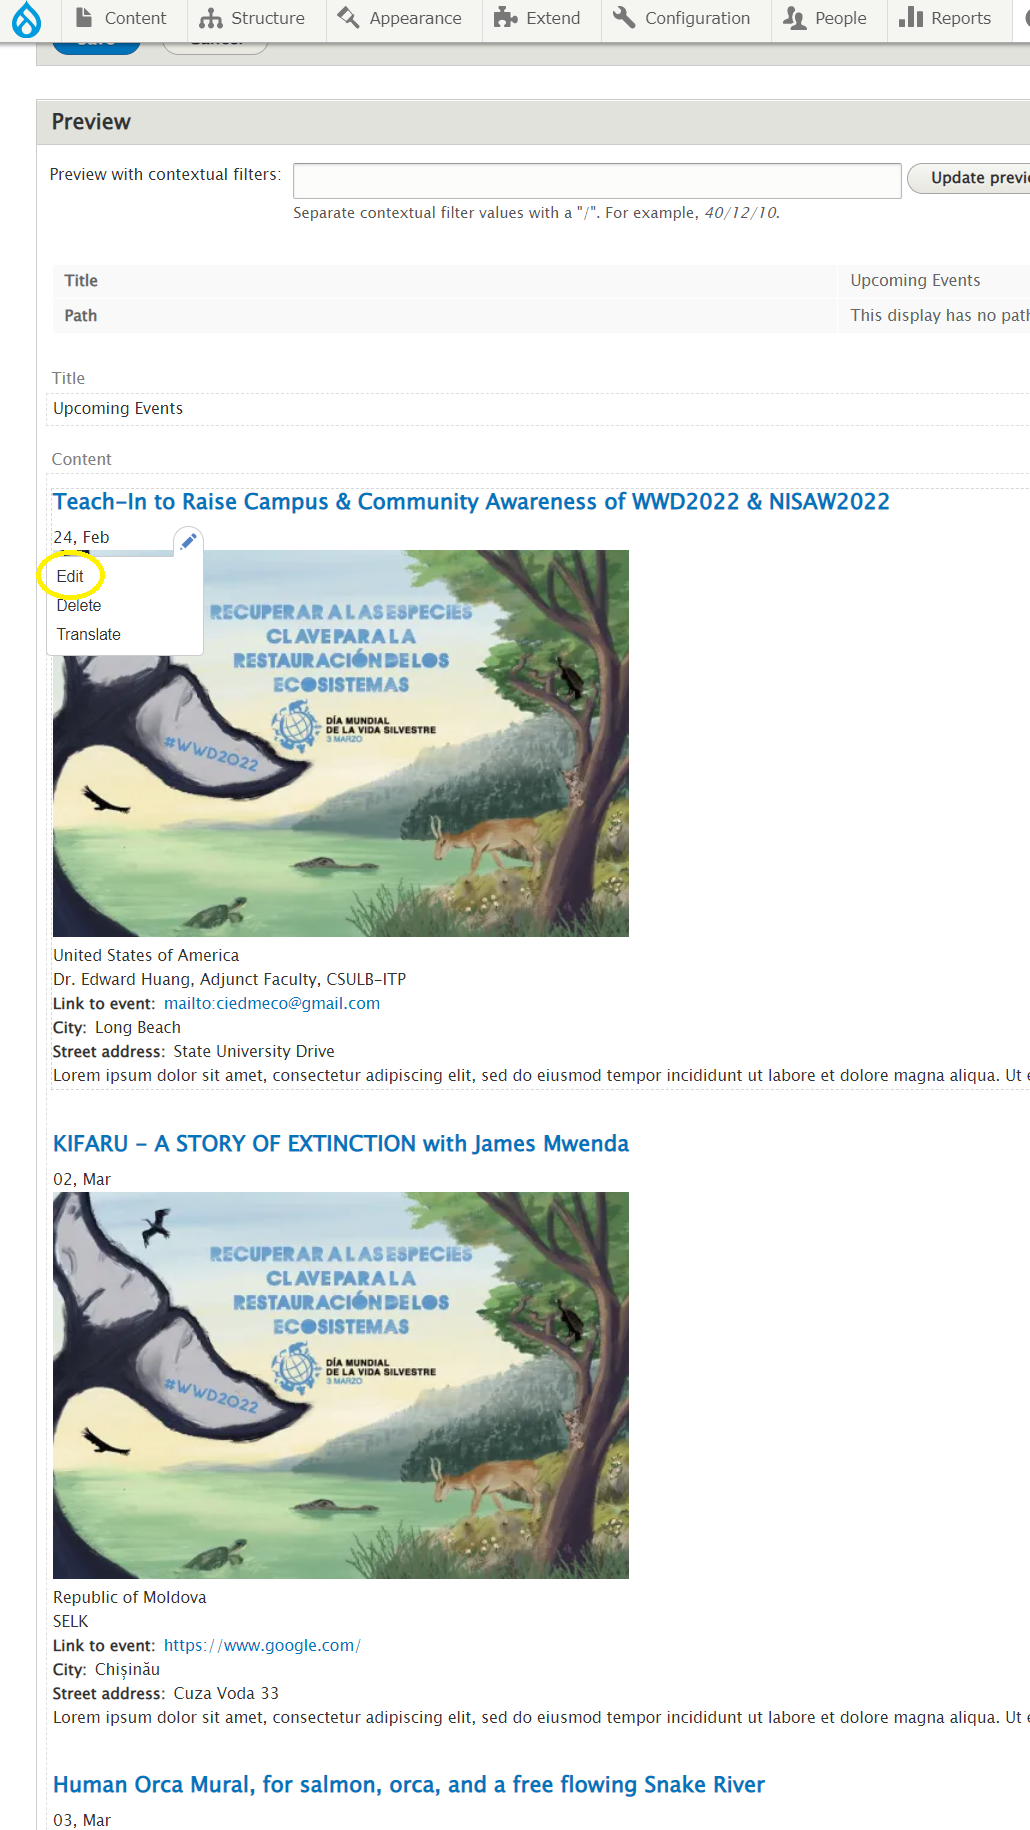 Content Structure Appearance Extend Configuration People Reports
Preview
Preview with contextual filters:
Update previe
Separate contextual filter values with a "/". For example, 40/12/10.
Title Upcoming Events
Path This display has no path
Title
Upcoming Events
Content
Teach-In to Raise Campus & Community Awareness of WWD2022 & NISAW2022
24, Feb
Edit
Delete
Translate
RECUPERAR A LAS ESPECIES
CLAVE PARA LA
RESTAURACIÓN DE LOS
ECOSISTEMAS
DÍA MUNDIAL
DE LA VIDA SILVESTRE
3 MARZO
#WWD2022
United States of America
Dr. Edward Huang, Adjunct Faculty, CSULB-ITP
Link to event: mailto:ciedmeco@gmail.com
City: Long Beach
Street address: State University Drive
Lorem ipsum dolor sit amet, consectetur adipiscing elit, sed do eiusmod tempor incididunt ut labore et dolore magna aliqua. Ut e
KIFARU - A STORY OF EXTINCTION with James Mwenda
02, Mar
RECUPERAR A LAS ESPECIES
CLAVE PARA LA
RESTAURACIÓN DE LOS
ECOSISTEMAS
DÍA MUNDIAL
DE LA VIDA SILVESTRE
3 MARZO
#WWD2022
Republic of Moldova
SELK
Link to event: https://www.google.com/
City: Chișinău
Street address: Cuza Voda 33
Lorem ipsum dolor sit amet, consectetur adipiscing elit, sed do eiusmod tempor incididunt ut labore et dolore magna aliqua. Ut e
Human Orca Mural, for salmon, orca, and a free flowing Snake River
03, Mar